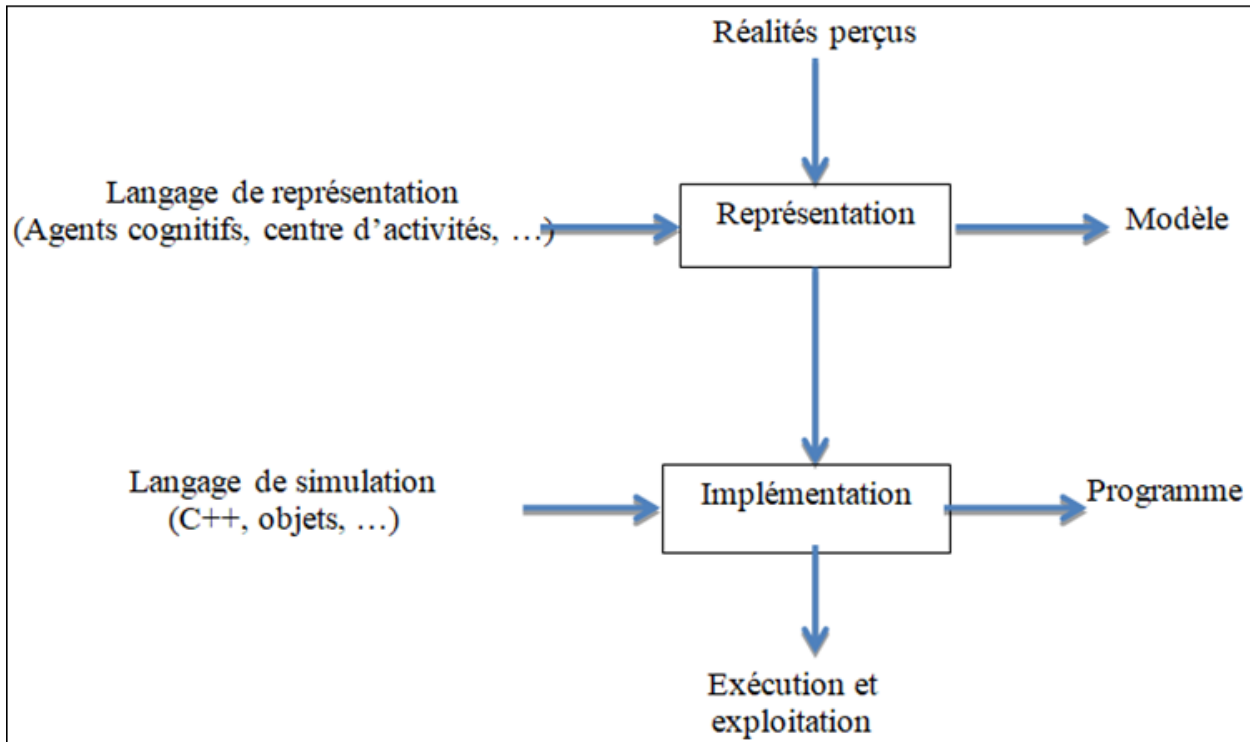 Réalités perçus
Langage de représentation
(Agents cognitifs, centre d’activités, …)
Représentation
Modèle
Langage de simulation
(C++, objets, …)
Implémentation
Programme
Exécution et
exploitation